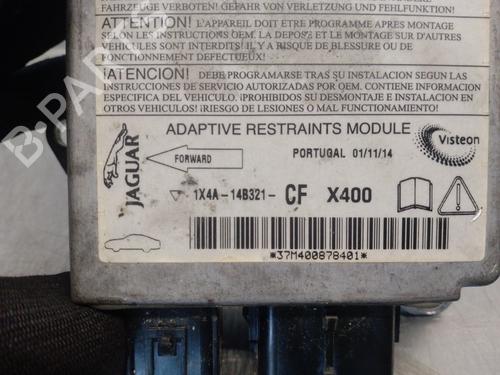 FAHRZEUGE VERBOTEN! GEFAHR VON VERLETZUNG UND FEHLFUNKTION!
ATTENTION! L'APPAREIL DOIT ETRE PROGRAMME APRES MONTAGE
SELON LES INSTRUCTIONS OEM. LA DEPOSE ET LE MONTAGE SUR D'AUTRES
VEHICULES SONT INTERDITS! IL Y A RISQUE DE BLESSURE OU DE
FONCTIONNEMENT DEFECTUEUX!
¡ATENCION! DEBE PROGRAMARSE TRAS SU INSTALACION SEGUN LAS
INSTRUCCIONES DE SERVICIO AUTORIZADAS POR OEM. CONTIENE INFORMACION
ESPECIFICA DEL VEHICULO. ¡PROHIBIDOS SU DESMONTAJE E INSTALACION EN
OTROS VEHICULOS! ¡RIESGO DE LESIONES O MAL FUNCIONAMIENTO!
JAGUAR
ADAPTIVE RESTRAINTS MODULE
FORWARD
PORTUGAL 01/11/14
Visteon
1X4A-14B321- CF X400
*37M400878401*
B-PARTS